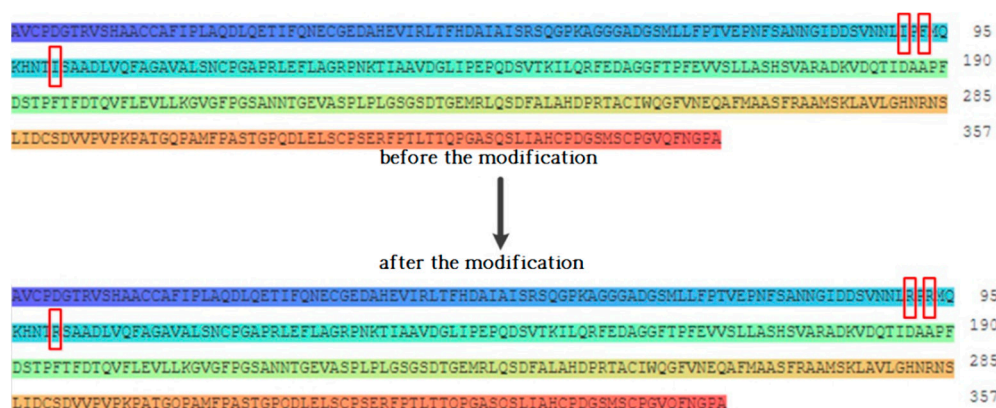 AVCPDGTRVSHAACCAFIPLAQDLQETIFQNECGEDAHEVIRLTFHDAIAISRSQGPKAGGGADGSMLLFPTVEPNFSANNGIDDSVNNLIPFMQ 95
KHNTISAADLVQFAGAVALSNCPGAPRLEFLAGRPNKTIAAVDGLIPEPQDSVTKILQRFEDAGGFTPFEVVSLLASHSVARADKVDQTIDAAPF 190
DSTPFTFDTQVFLEVLLKGVGFPGSANNTGEVASPLPLGSGSDTGEMRLQSDFALAHDPRTACIWQGFVNEQAFMAASFRAAMSKLAVLGHNRNS 285
LIDCSDVVPVPKPATGQPAMFPASTGPQDLELSCPSERFPTLTTQPGASQSLIAHCPDGSMSCPGVQFNGPA 357
before the modification
after the modification
AVCPDGTRVSHAACCAFIPLAQDLQETIFQNECGEDAHEVIRLTFHDAIAISRSQGPKAGGGADGSMLLFPTVEPNFSANNGIDDSVNNLRPRMQ 95
KHNTRSAADLVQFAGAVALSNCPGAPRLEFLAGRPNKTIAAVDGLIPEPQDSVTKILQRFEDAGGFTPFEVVSLLASHSVARADKVDQTIDAAPF 190
DSTPFTFDTQVFLEVLLKGVGFPGSANNTGEVASPLPLGSGSDTGEMRLQSDFALAHDPRTACIWQGFVNEQAFMAASFRAAMSKLAVLGHNRNS 285
LIDCSDVVPVPKPATGQPAMFPASTGPQDLELSCPSERFPTLTTQPGASQSLIAHCPDGSMSCPGVQFNGPA 357